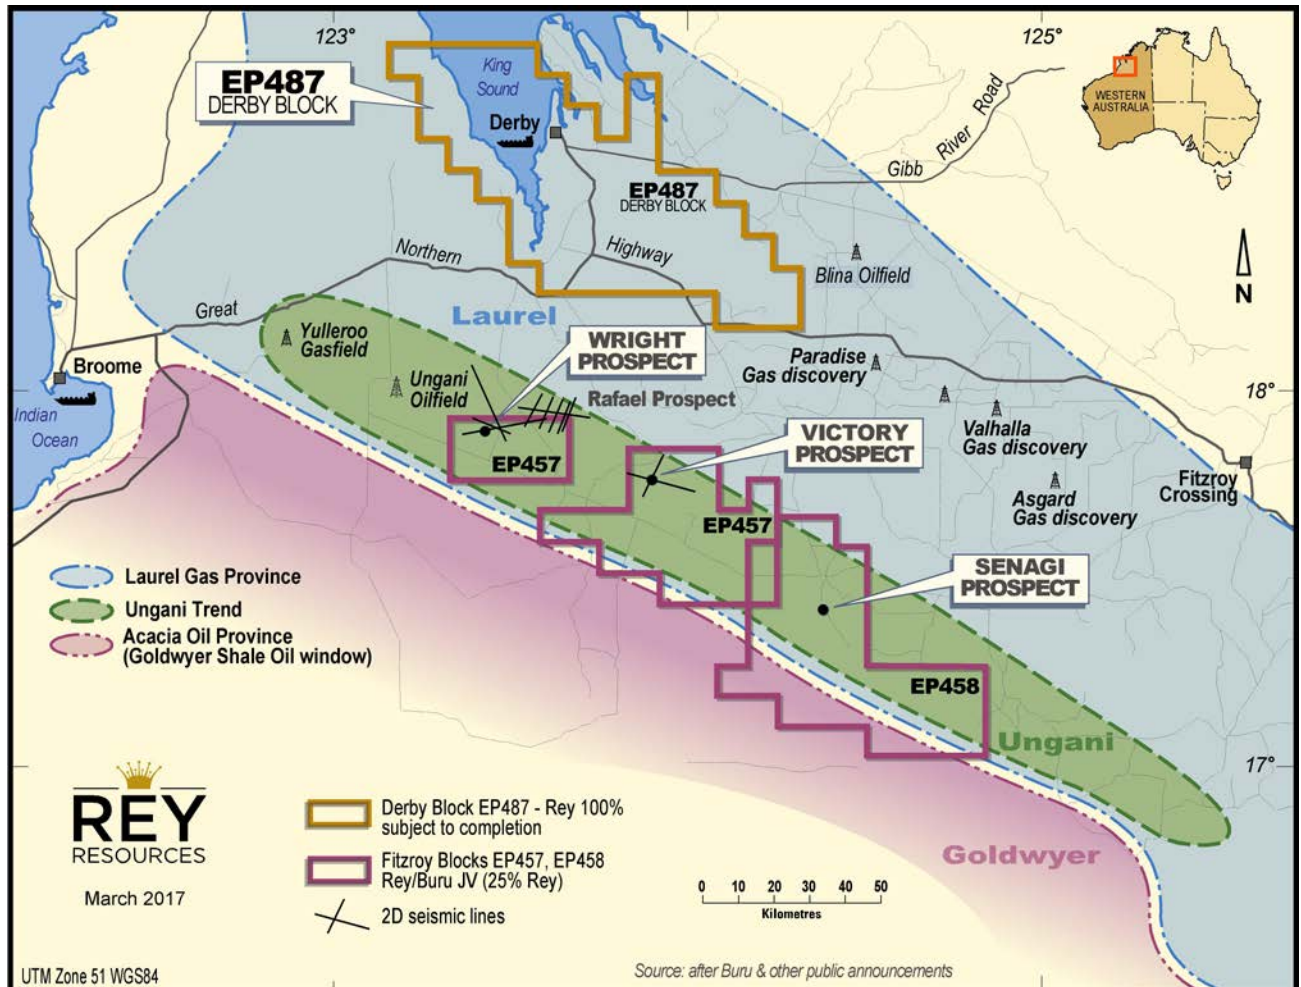 123°
125°
EP487
DERBY BLOCK
King
Sound
Derby
WESTERN
AUSTRALIA
Gibb River Road
EP487
DERBY BLOCK
Great Northern Highway
Blina Oilfield
N
Laurel
Yulleroo
Gasfield
WRIGHT
PROSPECT
Paradise
Gas discovery
Broome
Ungani
Oilfield
Rafael Prospect
18°
Indian
Ocean
Valhalla
Gas discovery
VICTORY
PROSPECT
EP457
Fitzroy
Crossing
Asgard
Gas discovery
EP457
SENAGI
PROSPECT
Laurel Gas Province
Ungani Trend
Acacia Oil Province
(Goldwyer Shale Oil window)
EP458
Ungani
17°
REY
RESOURCES
March 2017
Derby Block EP487 - Rey 100%
subject to completion
Fitzroy Blocks EP457, EP458
Rey/Buru JV (25% Rey)
2D seismic lines
Goldwyer
0 10 20 30 40 50
Kilometres
UTM Zone 51 WGS84
Source: after Buru & other public announcements